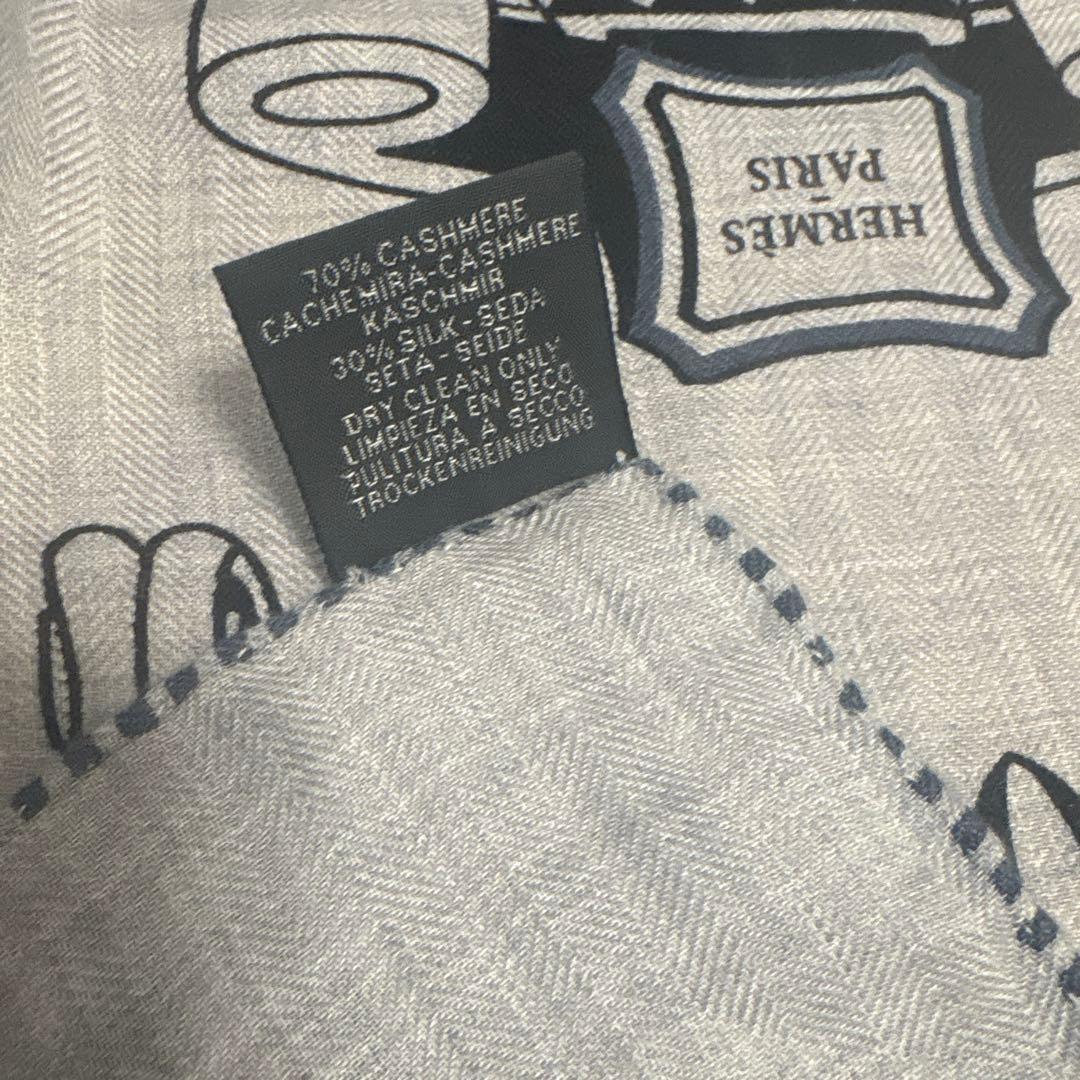 70% CASHMERE
CACHEMIRA-CASHMERE
KASCHMIR
30% SILK-SEDA
SETA-SEIDE
DRY CLEAN ONLY
LIMPIEZA EN SECO
PULITURA A SECCO
TROCKENREINIGUNG
HERMÈS
PARIS